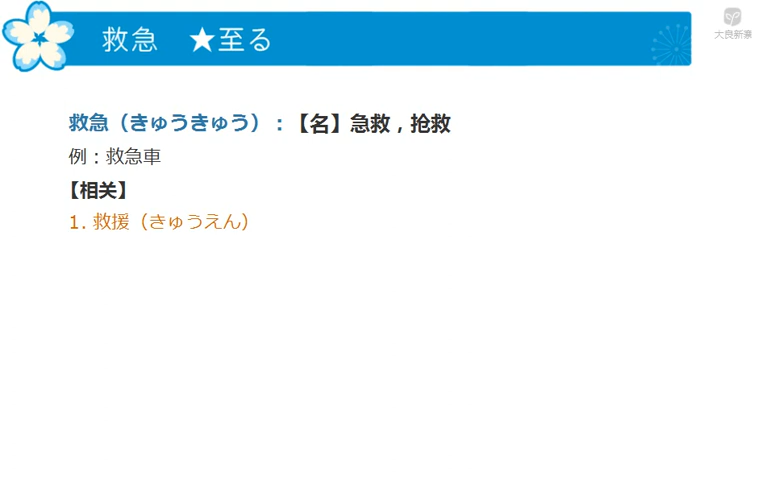 救急　★至る
大良新素
救急（きゅうきゅう）：【名】急救，抢救
例：救急車
【相关】
1. 救援（きゅうえん）